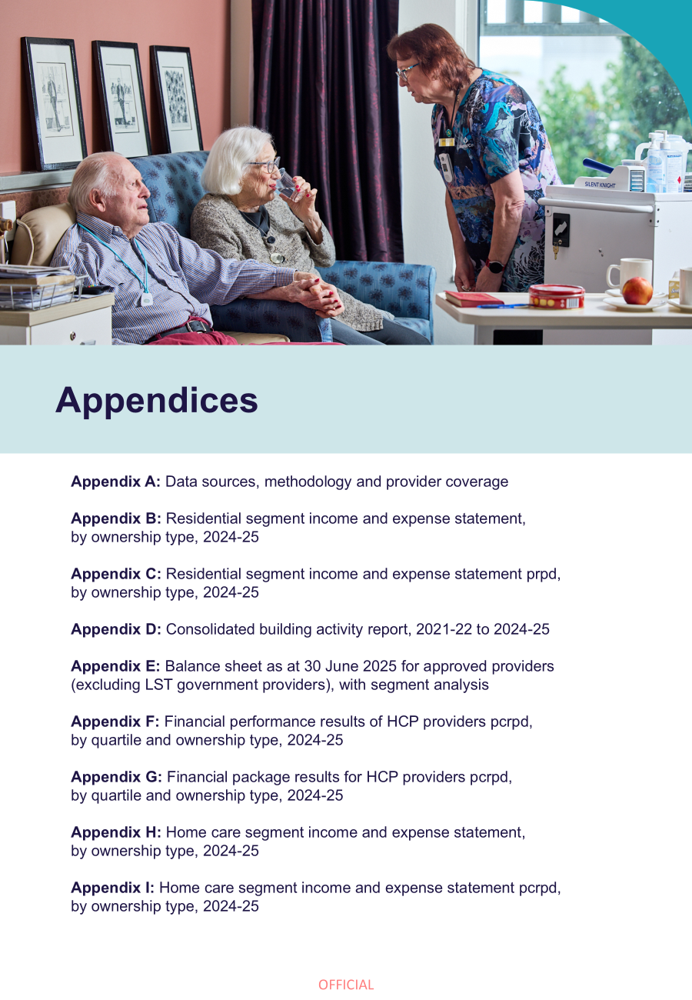 SILENT KNIGHT
Appendices
Appendix A: Data sources, methodology and provider coverage
Appendix B: Residential segment income and expense statement,
by ownership type, 2024-25
Appendix C: Residential segment income and expense statement prpd,
by ownership type, 2024-25
Appendix D: Consolidated building activity report, 2021-22 to 2024-25
Appendix E: Balance sheet as at 30 June 2025 for approved providers
(excluding LST government providers), with segment analysis
Appendix F: Financial performance results of HCP providers pcrpd,
by quartile and ownership type, 2024-25
Appendix G: Financial package results for HCP providers pcrpd,
by quartile and ownership type, 2024-25
Appendix H: Home care segment income and expense statement,
by ownership type, 2024-25
Appendix I: Home care segment income and expense statement pcrpd,
by ownership type, 2024-25
OFFICIAL